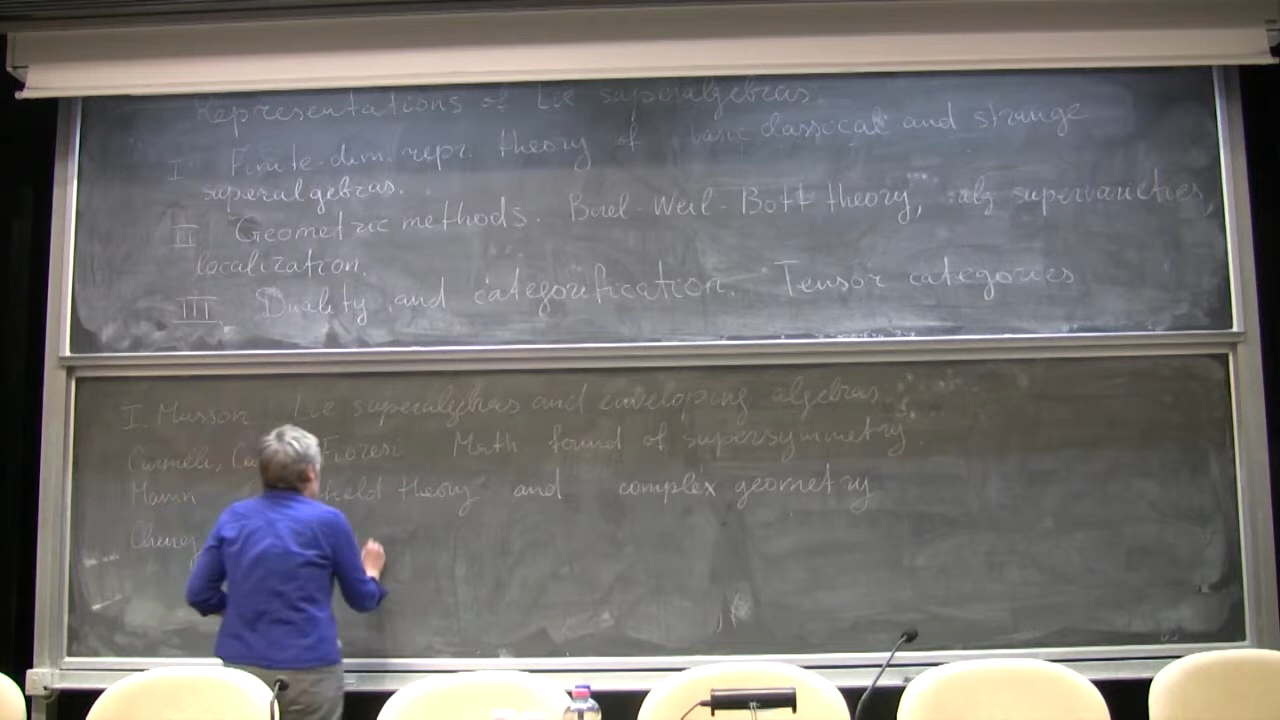 Representations of Lie superalgebras.
I Finite-dim. repr. theory of basic classical and strange
superalgebras.
II Geometric methods. Borel-Weil-Bott theory, alg supervarieties,
localization.
III Duality and categorification. Tensor categories
I. Musson Lie superalgebras and enveloping algebras.
Carmeli, Fioresi Math found of supersymmetry.
Manin field theory and complex geometry
Cheng